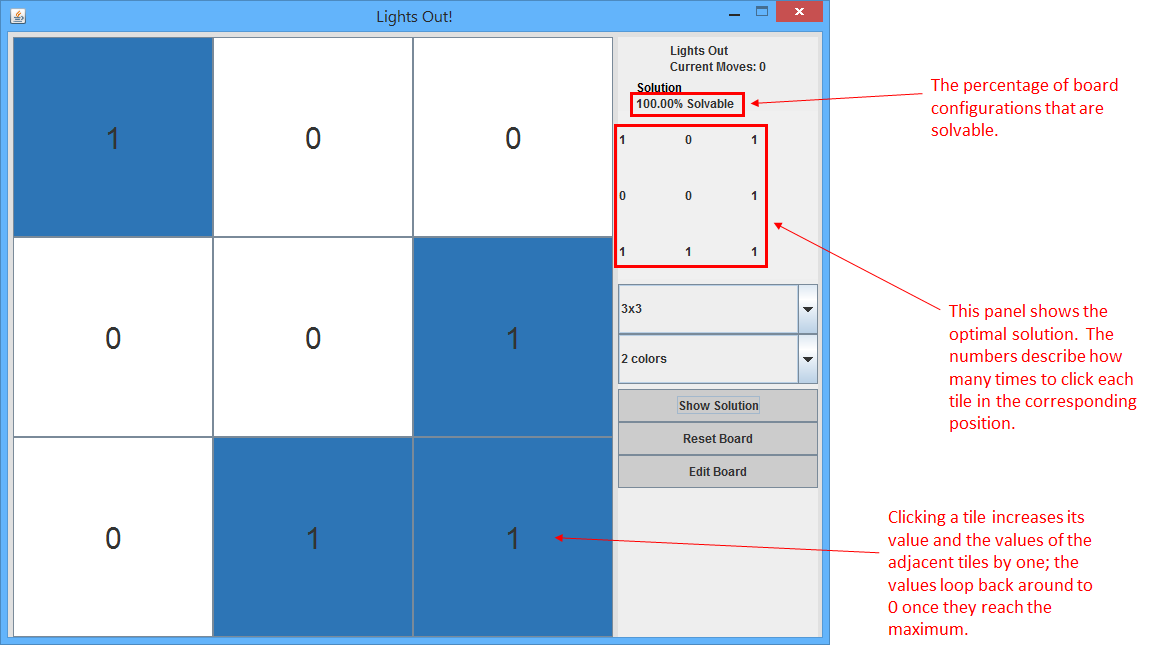 Lights Out!
1 0 0
0 0 1
0 1 1
Lights Out
Current Moves: 0
Solution
100.00% Solvable
1 0 1
0 0 1
1 1 1
3x3
2 colors
Show Solution
Reset Board
Edit Board
The percentage of board
configurations that are
solvable.
This panel shows the
optimal solution. The
numbers describe how
many times to click each
tile in the corresponding
position.
Clicking a tile increases its
value and the values of the
adjacent tiles by one; the
values loop back around to
0 once they reach the
maximum.